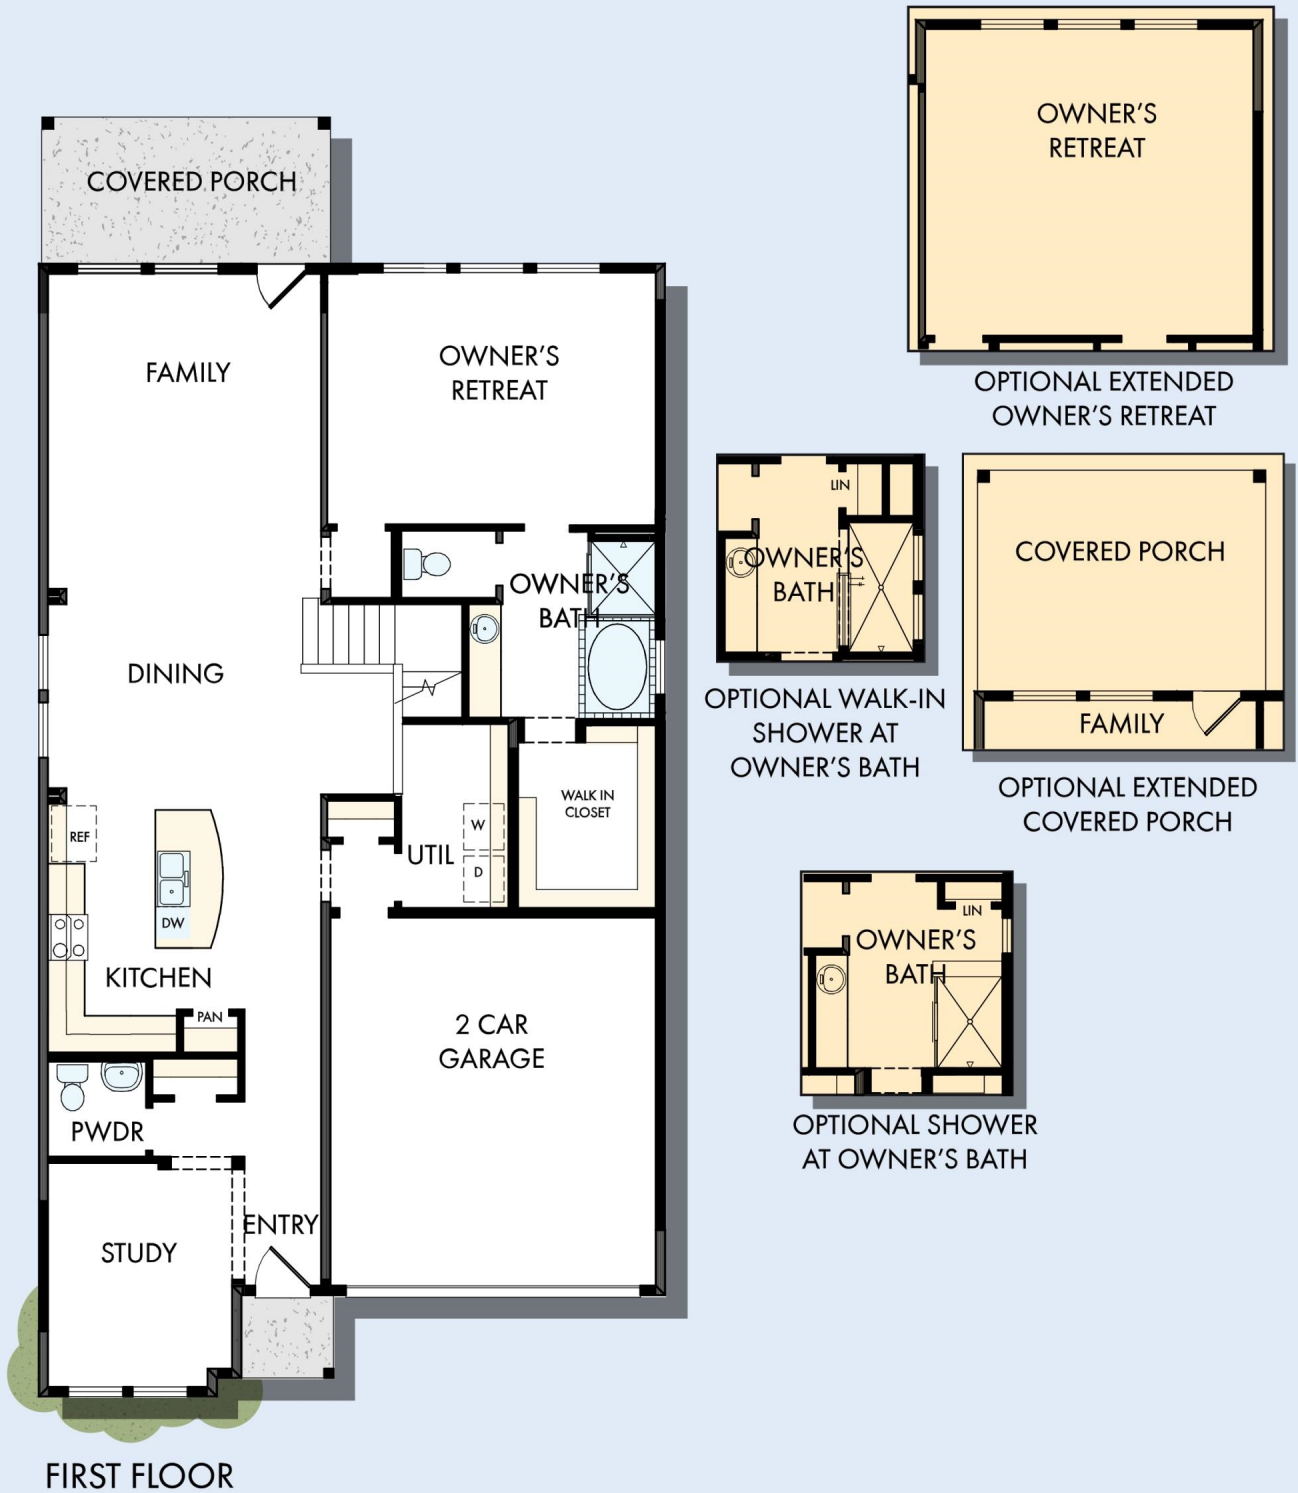 COVERED PORCH
FAMILY
OWNER'S
RETREAT
OWNER'S
BATH
DINING
WALK IN
CLOSET
REF
W
UTIL
D
DW
KITCHEN
PAN
2 CAR
GARAGE
PWDR
ENTRY
STUDY
FIRST FLOOR
OWNER'S
RETREAT
OPTIONAL EXTENDED
OWNER'S RETREAT
LIN
OWNER'S
BATH
OPTIONAL WALK-IN
SHOWER AT
OWNER'S BATH
COVERED PORCH
FAMILY
OPTIONAL EXTENDED
COVERED PORCH
LIN
OWNER'S
BATH
OPTIONAL SHOWER
AT OWNER'S BATH